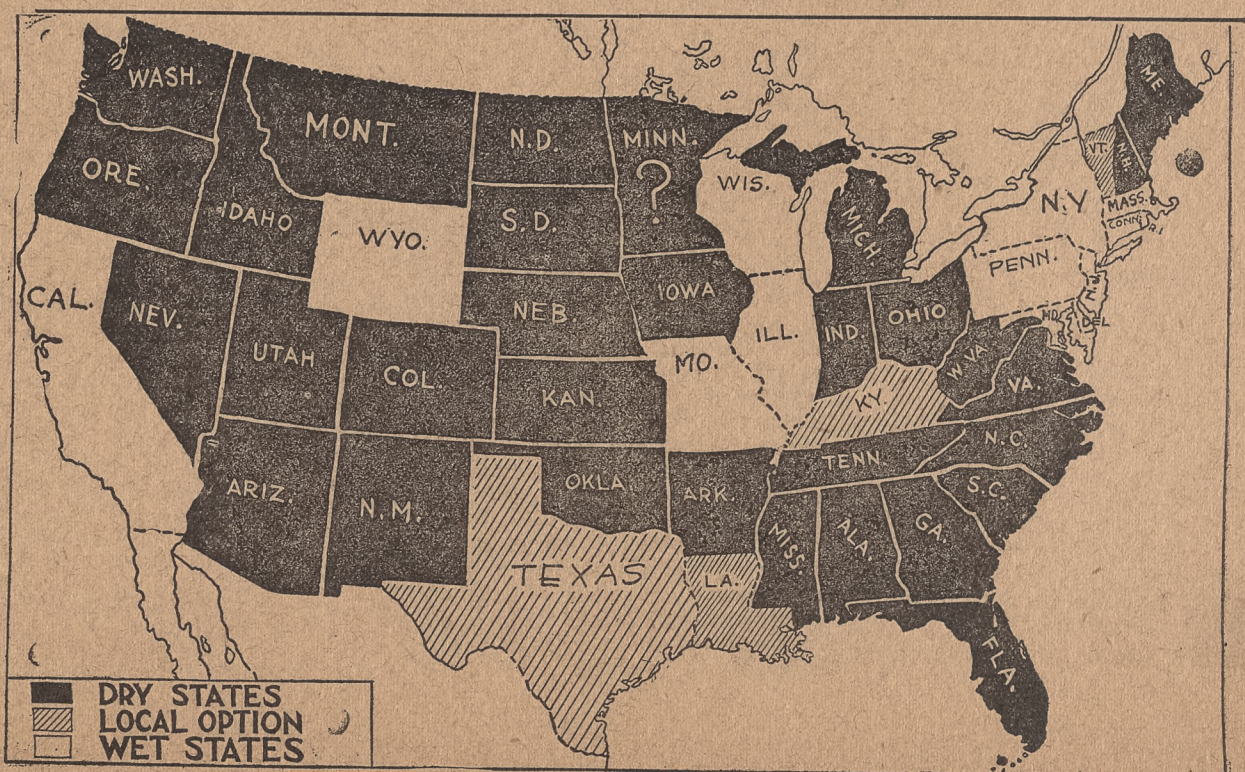 WASH.
MONT.
N.D.
MINN.
?
ME
ORE.
IDAHO
WYO.
S.D.
WIS.
MICH
N.Y
VT.
N.H.
MASS.
CONN.
R.I
CAL.
NEV.
UTAH
COL.
NEB.
IOWA
ILL.
IND.
OHIO
PENN.
N.J.
MD.
DEL
W.VA
VA.
KAN.
MO.
KY.
ARIZ.
N.M.
OKLA
ARK.
TENN.
N.C.
S.C.
TEXAS
LA.
MISS.
ALA.
GA.
FLA.
DRY STATES
LOCAL OPTION
WET STATES